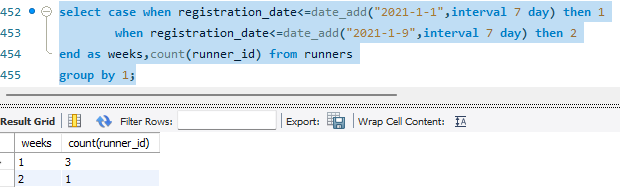 452 select case when registration_date<=date_add("2021-1-1",interval 7 day) then 1
453 when registration_date<=date_add("2021-1-9",interval 7 day) then 2
454 end as weeks,count(runner_id) from runners
455 group by 1;
Result Grid Filter Rows: Export: Wrap Cell Content: IA
weeks count(runner_id)
1 3
2 1